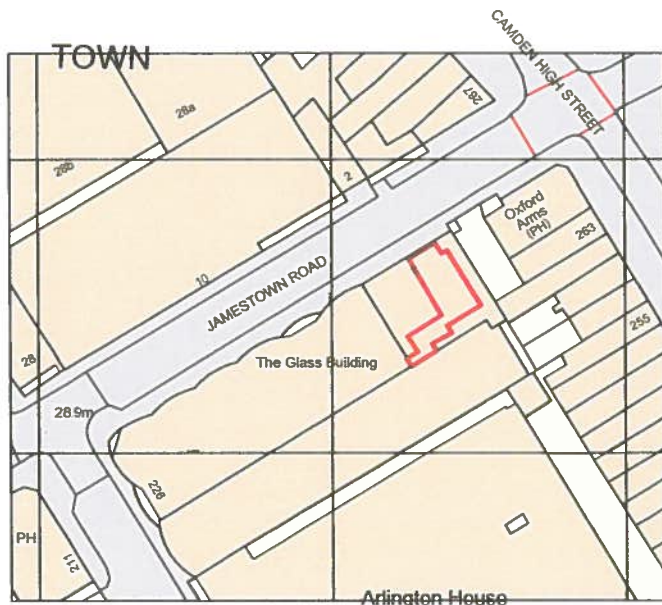 TOWN
CAMDEN HIGH STREET
28a
28b
287
2
Oxford
Arms
(PH)
263
10
JAMESTOWN ROAD
255
The Glass Building
28
28.9m
226
PH
211
Arlington House